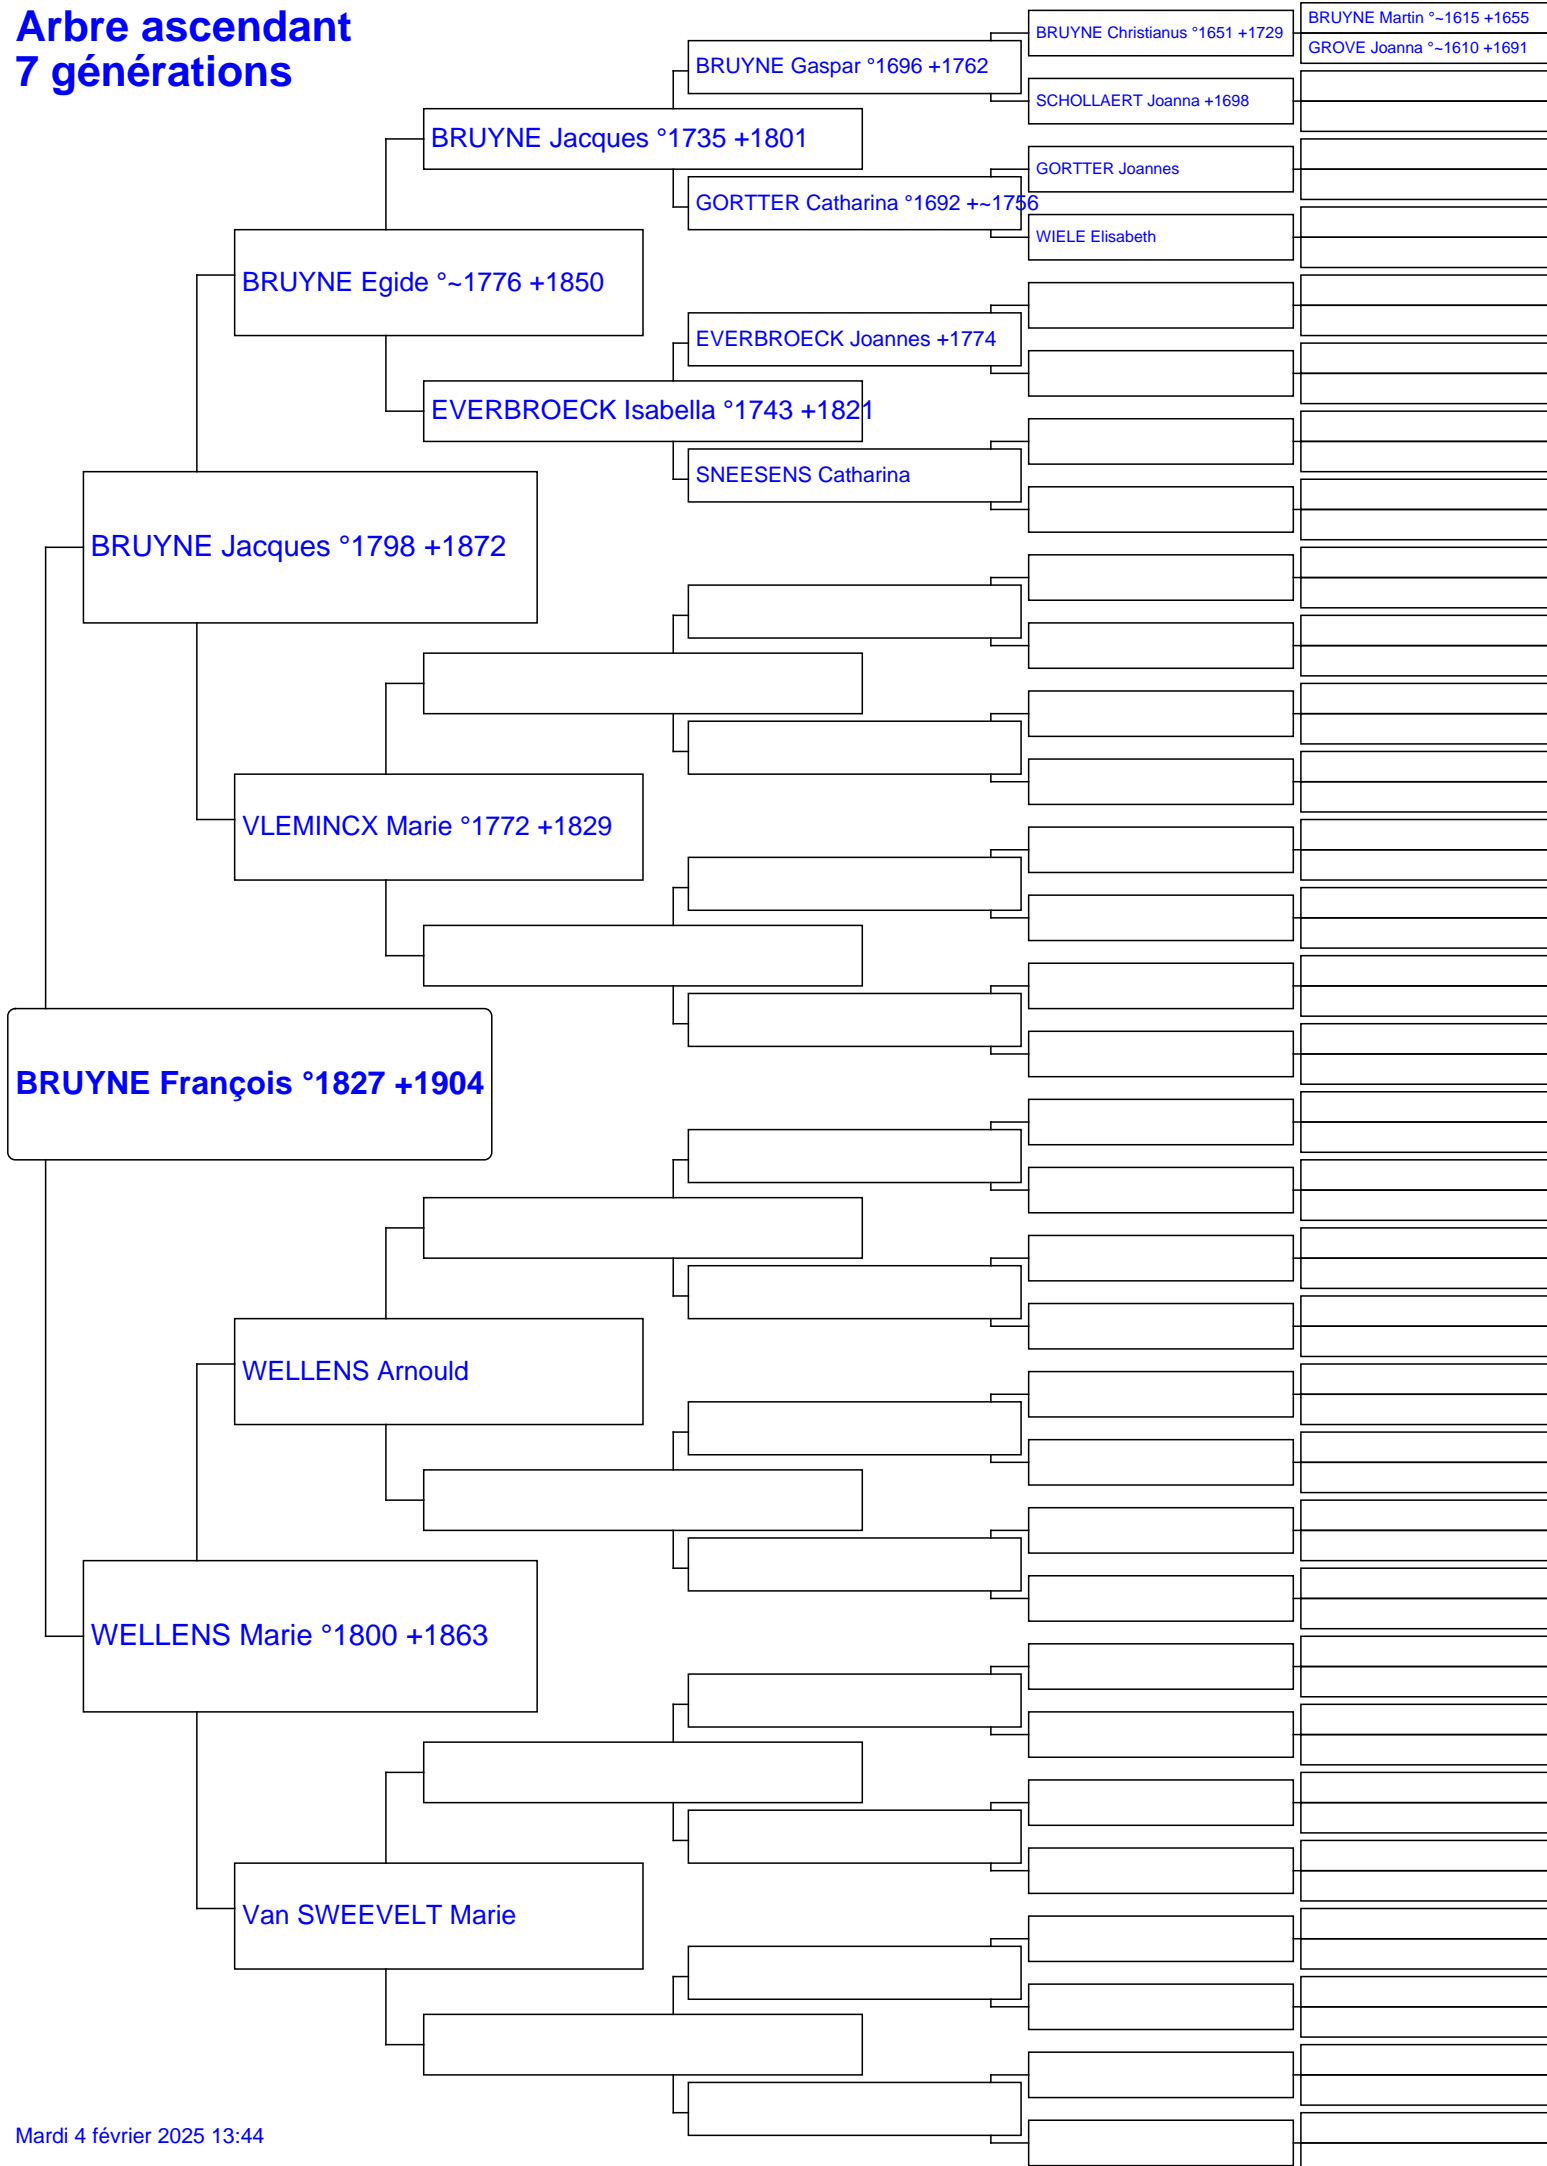 Arbre ascendant
7 générations
BRUYNE Martin °~1615 +1655
BRUYNE Christianus °1651 +1729
GROVE Joanna °~1610 +1691
BRUYNE Gaspar °1696 +1762
SCHOLLAERT Joanna +1698
BRUYNE Jacques °1735 +1801
GORTTER Joannes
GORTTER Catharina °1692 +~1756
WIELE Elisabeth
BRUYNE Egide °~1776 +1850
EVERBROECK Joannes +1774
EVERBROECK Isabella °1743 +1821
SNEESENS Catharina
BRUYNE Jacques °1798 +1872
VLEMINCX Marie °1772 +1829
BRUYNE François °1827 +1904
WELLENS Arnould
WELLENS Marie °1800 +1863
Van SWEEVELT Marie
Mardi 4 février 2025 13:44